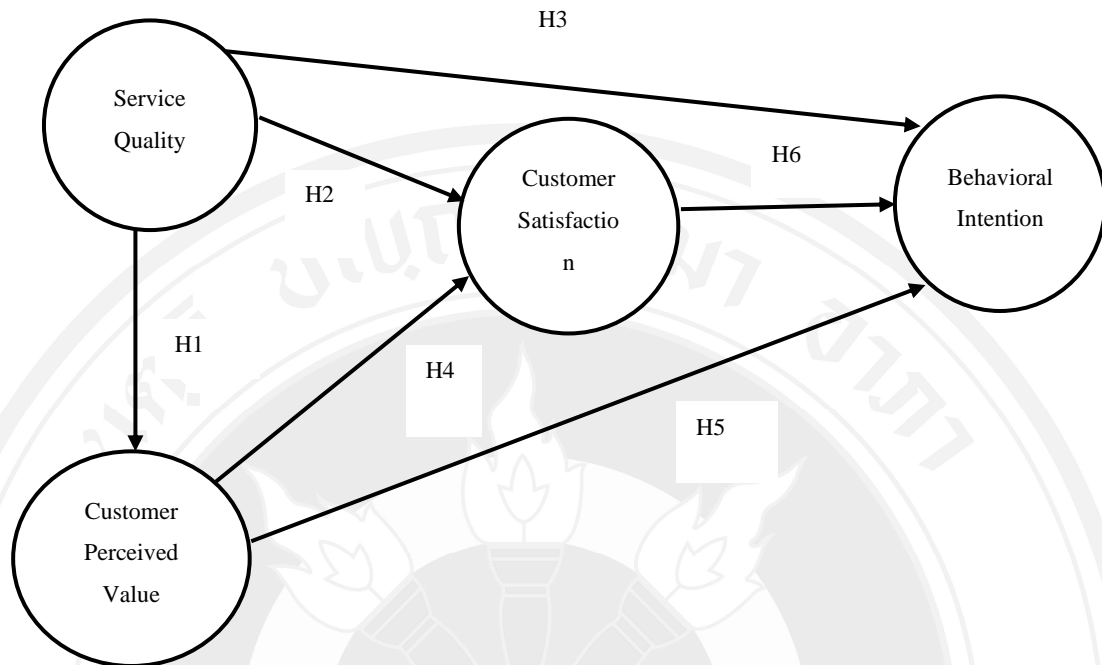 H3
Service
Quality
H6
Customer
Satisfactio
n
Behavioral
Intention
H2
H1
H4
H5
Customer
Perceived
Value